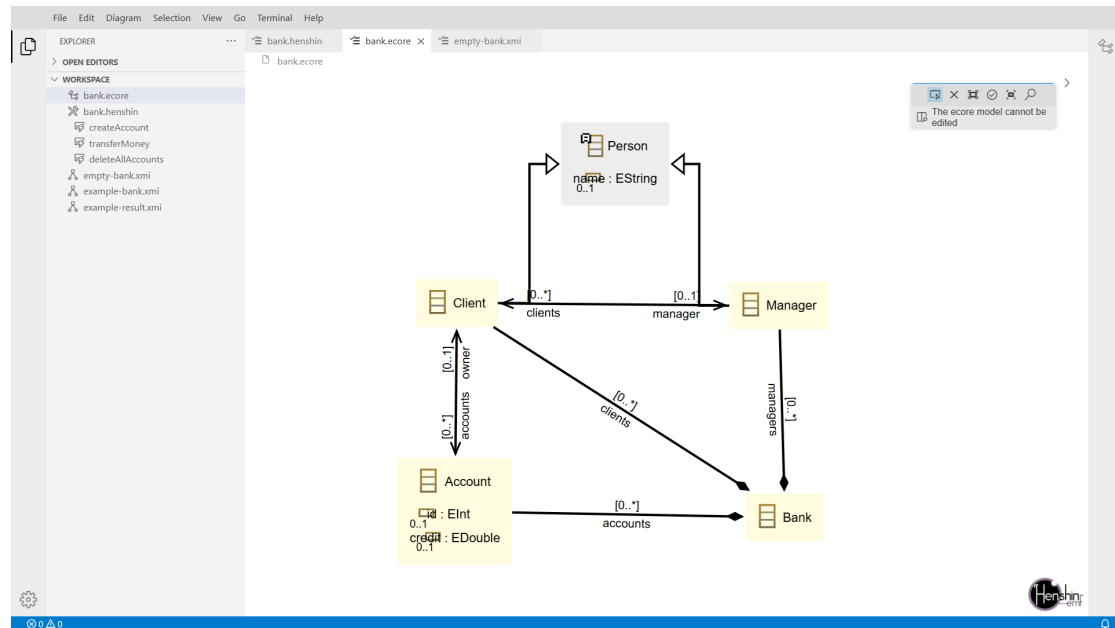 File Edit Diagram Selection View Go Terminal Help
EXPLORER ...
OPEN EDITORS
WORKSPACE
bank.ecore
bank.henshin
createAccount
transferMoney
deleteAllAccounts
empty-bank.xmi
example-bank.xmi
example-result.xmi
bank.henshin bank.ecore empty-bank.xmi
bank.ecore
The ecore model cannot be
edited
Person
name : EString
0..1
Client
[0..*]
clients
[0..1]
manager
Manager
[0..1]
owner
[0..*]
accounts
[0..*]
clients
[0..*]
managers
Account
id : EInt
0..1
credit : EDouble
0..1
[0..*]
accounts
Bank
Henshin
emf
0 0